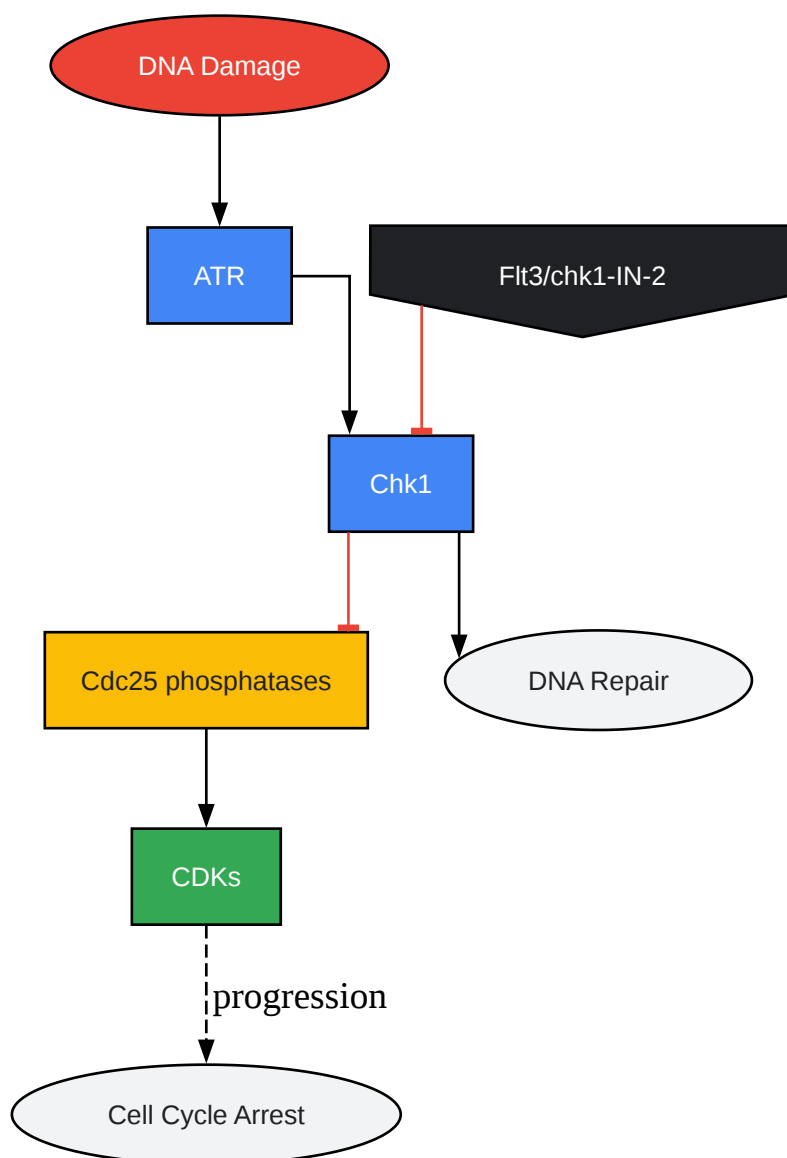 DNA Damage
ATR
Flt3/chk1-IN-2
Chk1
Cdc25 phosphatases
DNA Repair
CDKs
progression
Cell Cycle Arrest